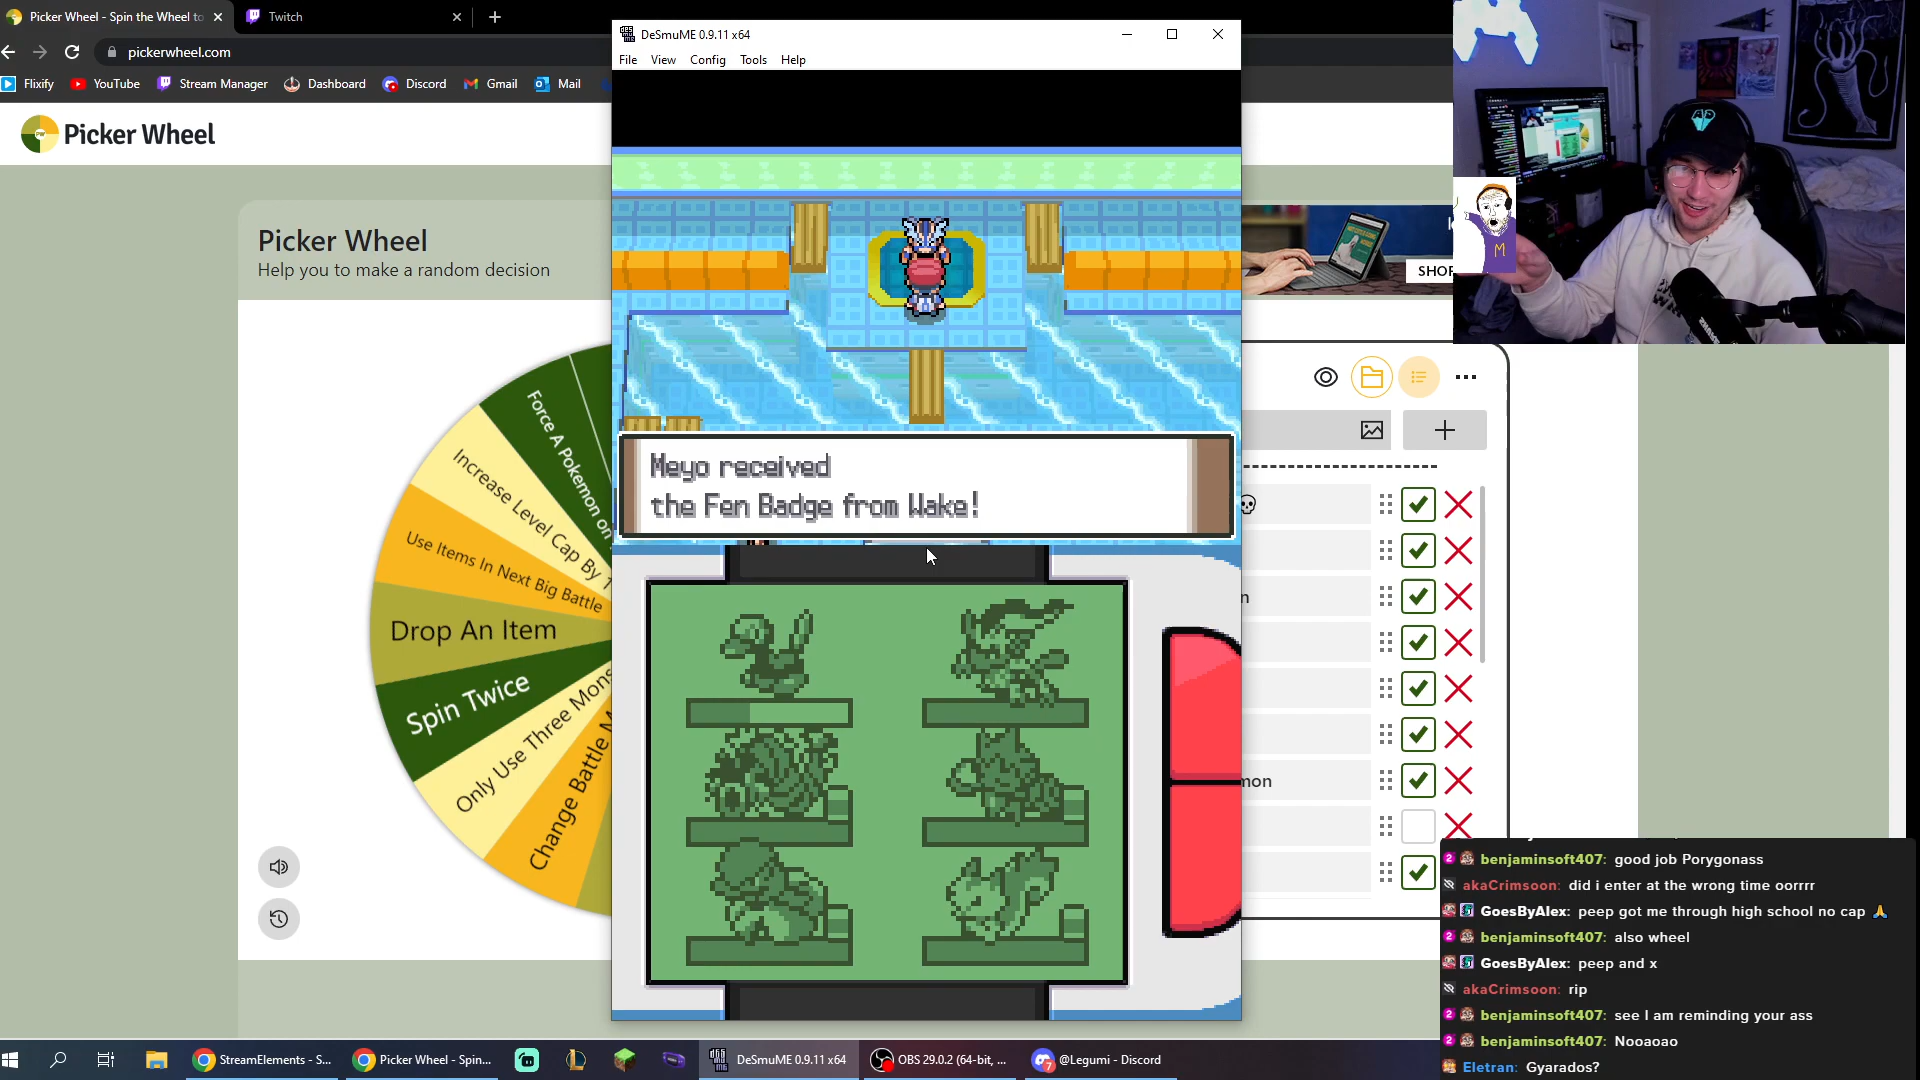 Picker Wheel - Spin the Wheel to
Twitch
pickerwheel.com
Flixify
YouTube
Stream Manager
Dashboard
Discord
Gmail
Mail
Picker Wheel
Picker Wheel
Help you to make a random decision
Force A Pokemon on
Increase Level Cap By 1
Use Items In Next Big Battle
Drop An Item
Spin Twice
Only Use Three Mons
Change Battle M
DeSmuME 0.9.11 x64
File View Config Tools Help
Meyo received
the Fen Badge from Wake!
SHOP
M
n
mon
benjaminsoft407: good job Porygonass
akaCrimsoon: did i enter at the wrong time oorrrr
GoesByAlex: peep got me through high school no cap 🙏
benjaminsoft407: also wheel
GoesByAlex: peep and x
akaCrimsoon: rip
benjaminsoft407: see I am reminding your ass
benjaminsoft407: Nooaoao
Eletran: Gyarados?
StreamElements - S...
Picker Wheel - Spin...
DeSmuME 0.9.11 x64
OBS 29.0.2 (64-bit, ...
@Legumi - Discord